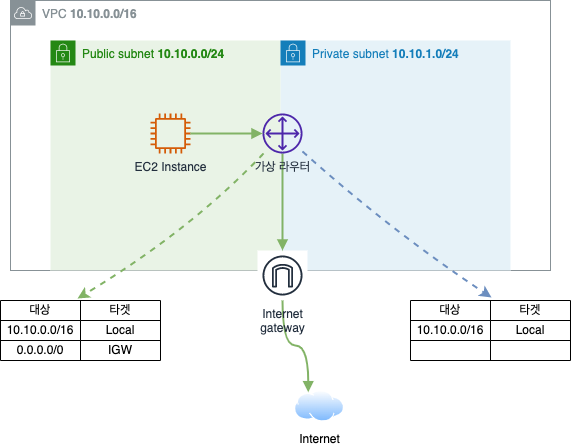 VPC 10.10.0.0/16
Public subnet 10.10.0.0/24
Private subnet 10.10.1.0/24
EC2 Instance
가상 라우터
Internet
gateway
대상 타겟
10.10.0.0/16 Local
0.0.0.0/0 IGW
대상 타겟
10.10.0.0/16 Local
Internet